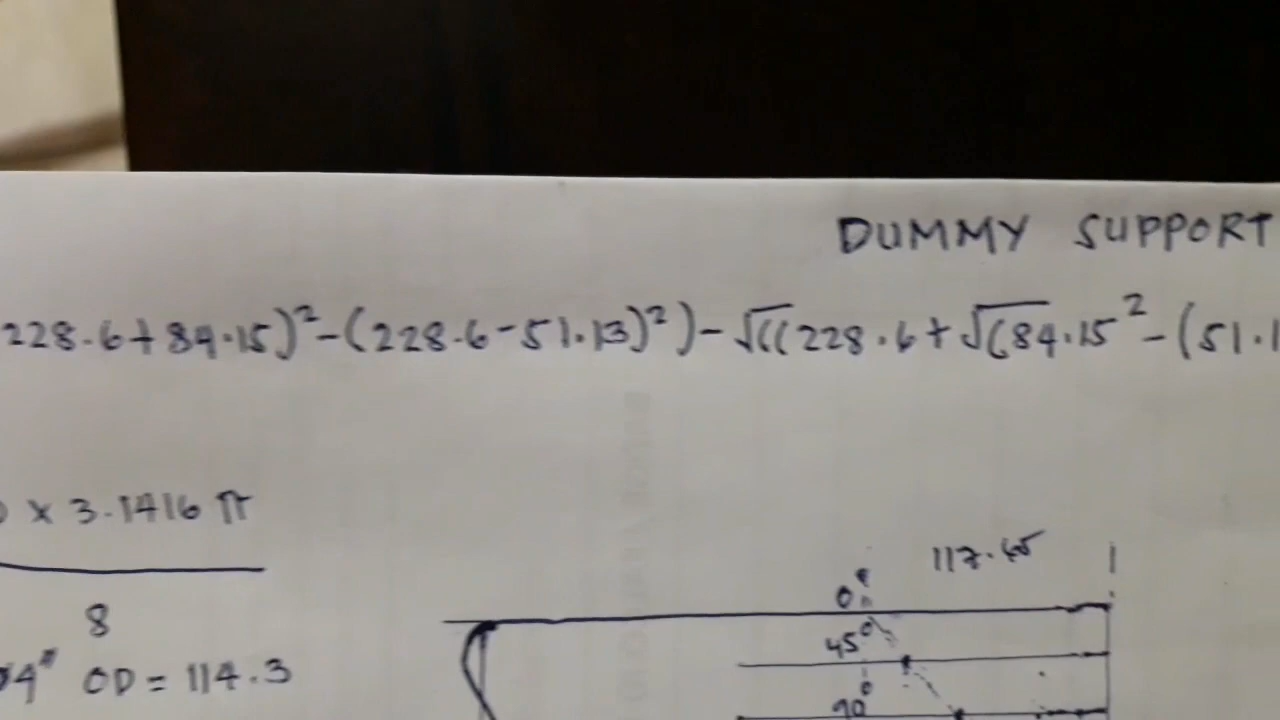 DUMMY SUPPORT
228.6+84.15)²-(228.6-51.13)²)-√((228.6+√(84.15²-(51.1
x 3.1416 π
8
4" OD = 114.3
117.65
0°
45°
90°